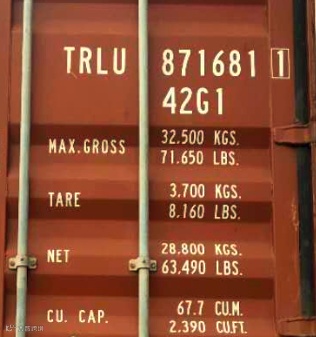 TRLU 871681 1
42G1
MAX.GROSS 32.500 KGS.
71.650 LBS.
TARE 3.700 KGS.
8.160 LBS.
NET 28.800 KGS.
63.490 LBS.
CU. CAP. 67.7 CU.M.
2.390 CU.FT.